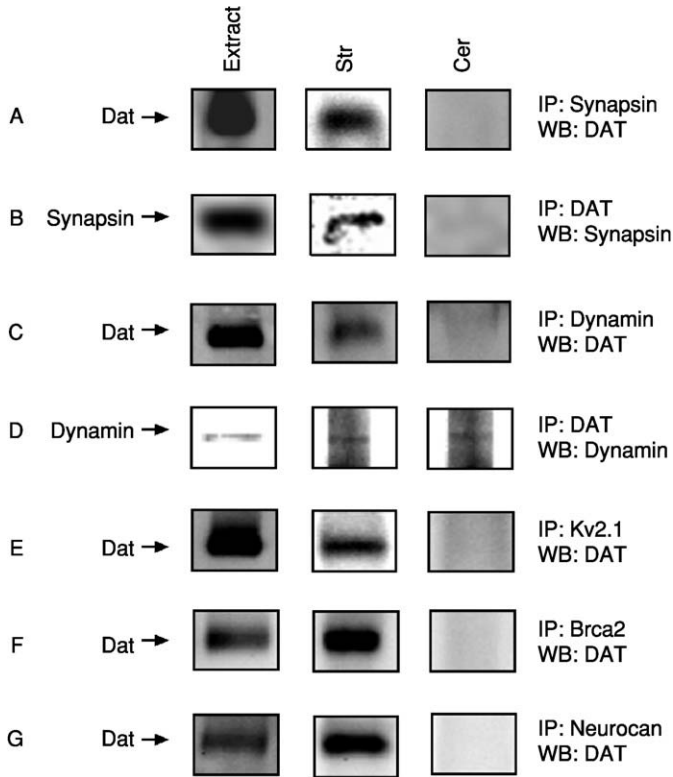 Extract Str Cer
A Dat → IP: Synapsin
WB: DAT
B Synapsin → IP: DAT
WB: Synapsin
C Dat → IP: Dynamin
WB: DAT
D Dynamin → IP: DAT
WB: Dynamin
E Dat → IP: Kv2.1
WB: DAT
F Dat → IP: Brca2
WB: DAT
G Dat → IP: Neurocan
WB: DAT